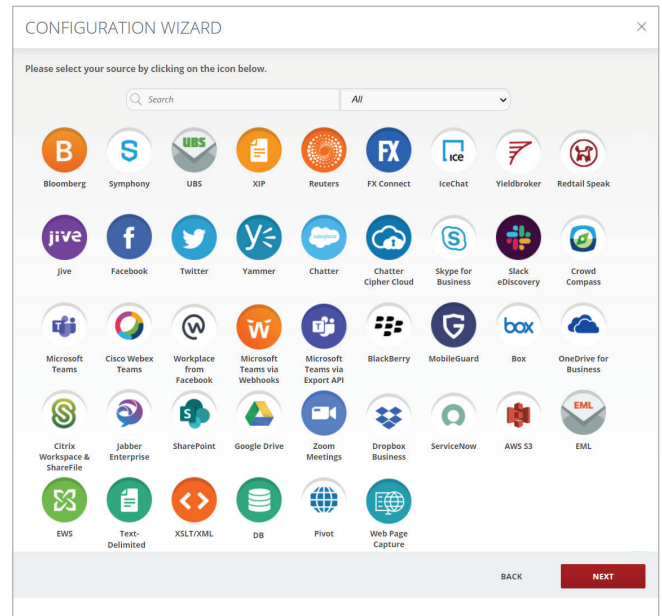 CONFIGURATION WIZARD
Please select your source by clicking on the icon below.
Search All
B S UBS FX ICE
Bloomberg Symphony UBS XIP Reuters FX Connect IceChat Yieldbroker Redtail Speak
jive f salesforce S
Jive Facebook Twitter Yammer Chatter Chatter Cipher Cloud Skype for Business Slack eDiscovery Crowd Compass
box
Microsoft Teams Cisco Webex Teams Workplace from Facebook Microsoft Teams via Webhooks Microsoft Teams via Export API BlackBerry MobileGuard Box OneDrive for Business
S S EML
Citrix Workspace & ShareFile Jabber Enterprise SharePoint Google Drive Zoom Meetings Dropbox Business ServiceNow AWS S3 EML
EWS Text-Delimited XSLT/XML DB Pivot Web Page Capture
BACK NEXT